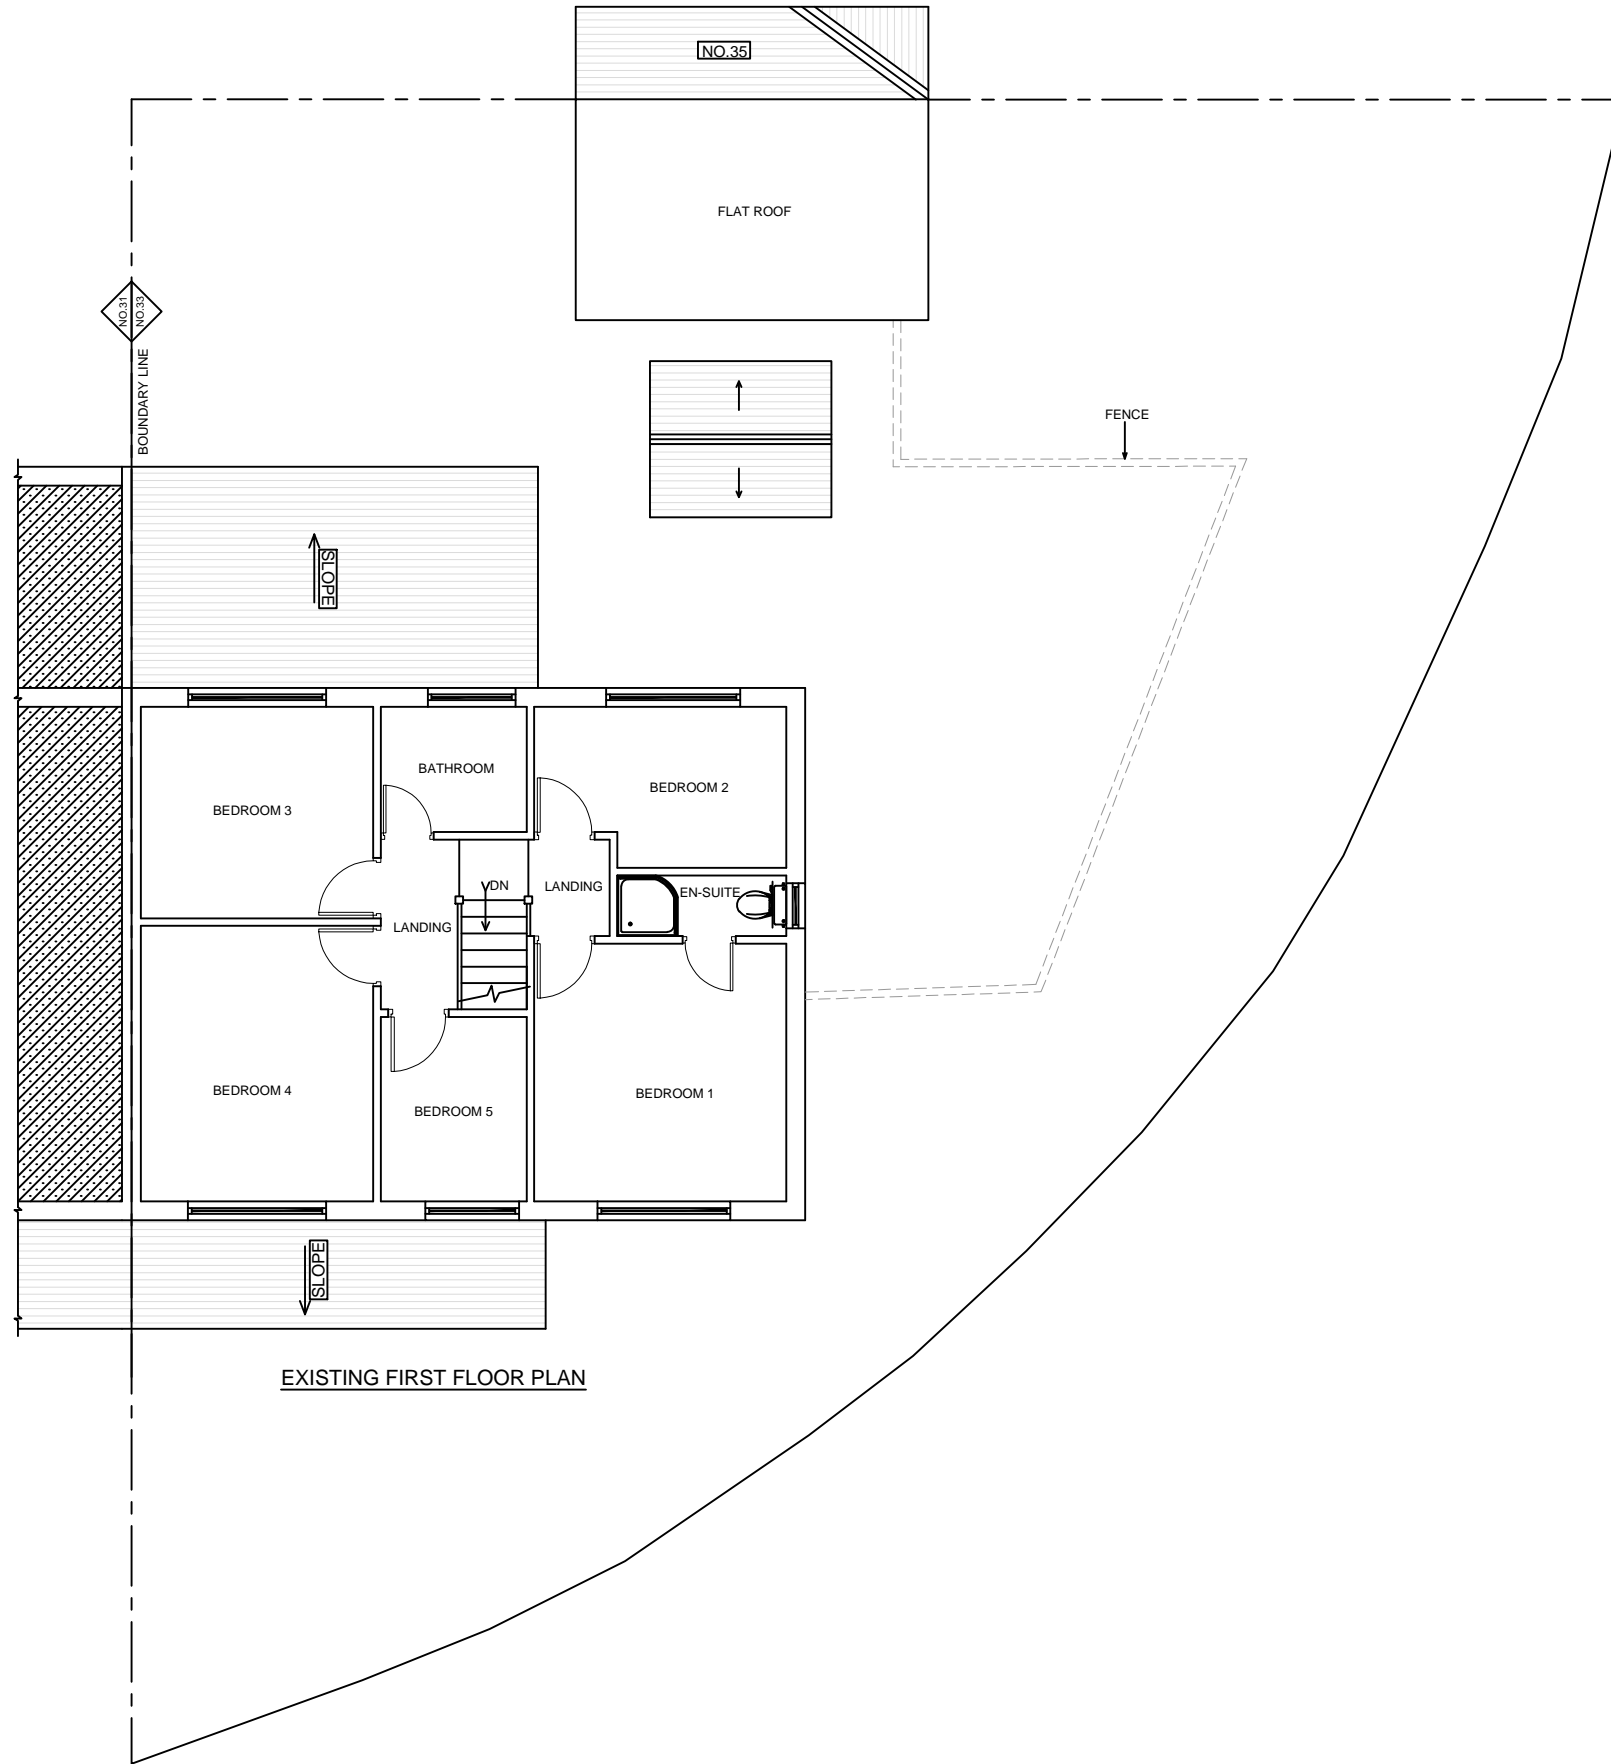 NO.35
FLAT ROOF
NO.31
NO.33
BOUNDARY LINE
FENCE
SLOPE
BATHROOM
BEDROOM 2
BEDROOM 3
DN
LANDING
EN-SUITE
LANDING
BEDROOM 4
BEDROOM 1
BEDROOM 5
SLOPE
EXISTING FIRST FLOOR PLAN